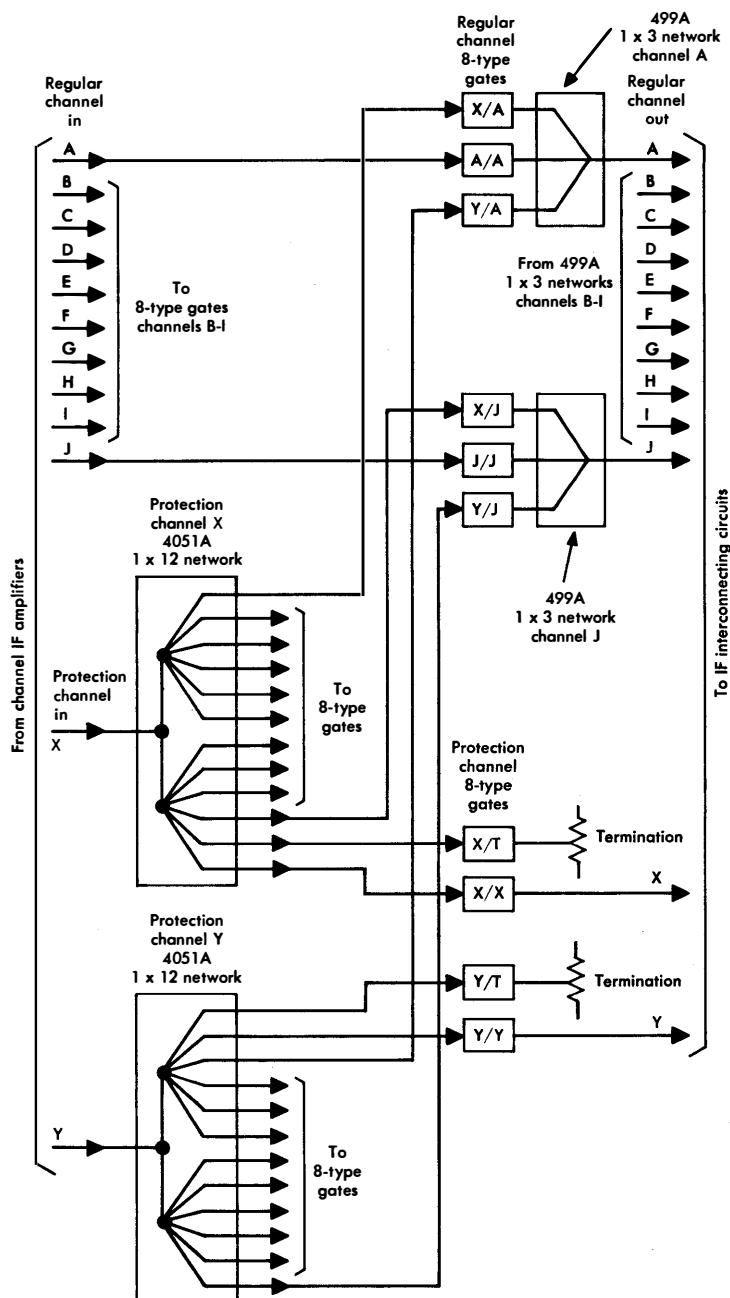 499A
1 x 3 network
channel A
Regular
channel
8-type
gates
Regular
channel
in
Regular
channel
out
X/A
A
A/A
A
B
B
Y/A
C
C
D
D
To
8-type gates
channels B-I
From 499A
1 x 3 networks
channels B-I
E
E
F
F
G
G
H
H
X/J
I
I
J
J/J
J
Y/J
Protection
channel X
4051A
1 x 12 network
499A
1 x 3 network
channel J
From channel IF amplifiers
To IF interconnecting circuits
Protection
channel
in
X
To
8-type
gates
Protection
channel
8-type
gates
X/T
Termination
X/X
X
Protection
channel Y
4051A
1 x 12 network
Y/T
Termination
Y/Y
Y
Y
To
8-type
gates